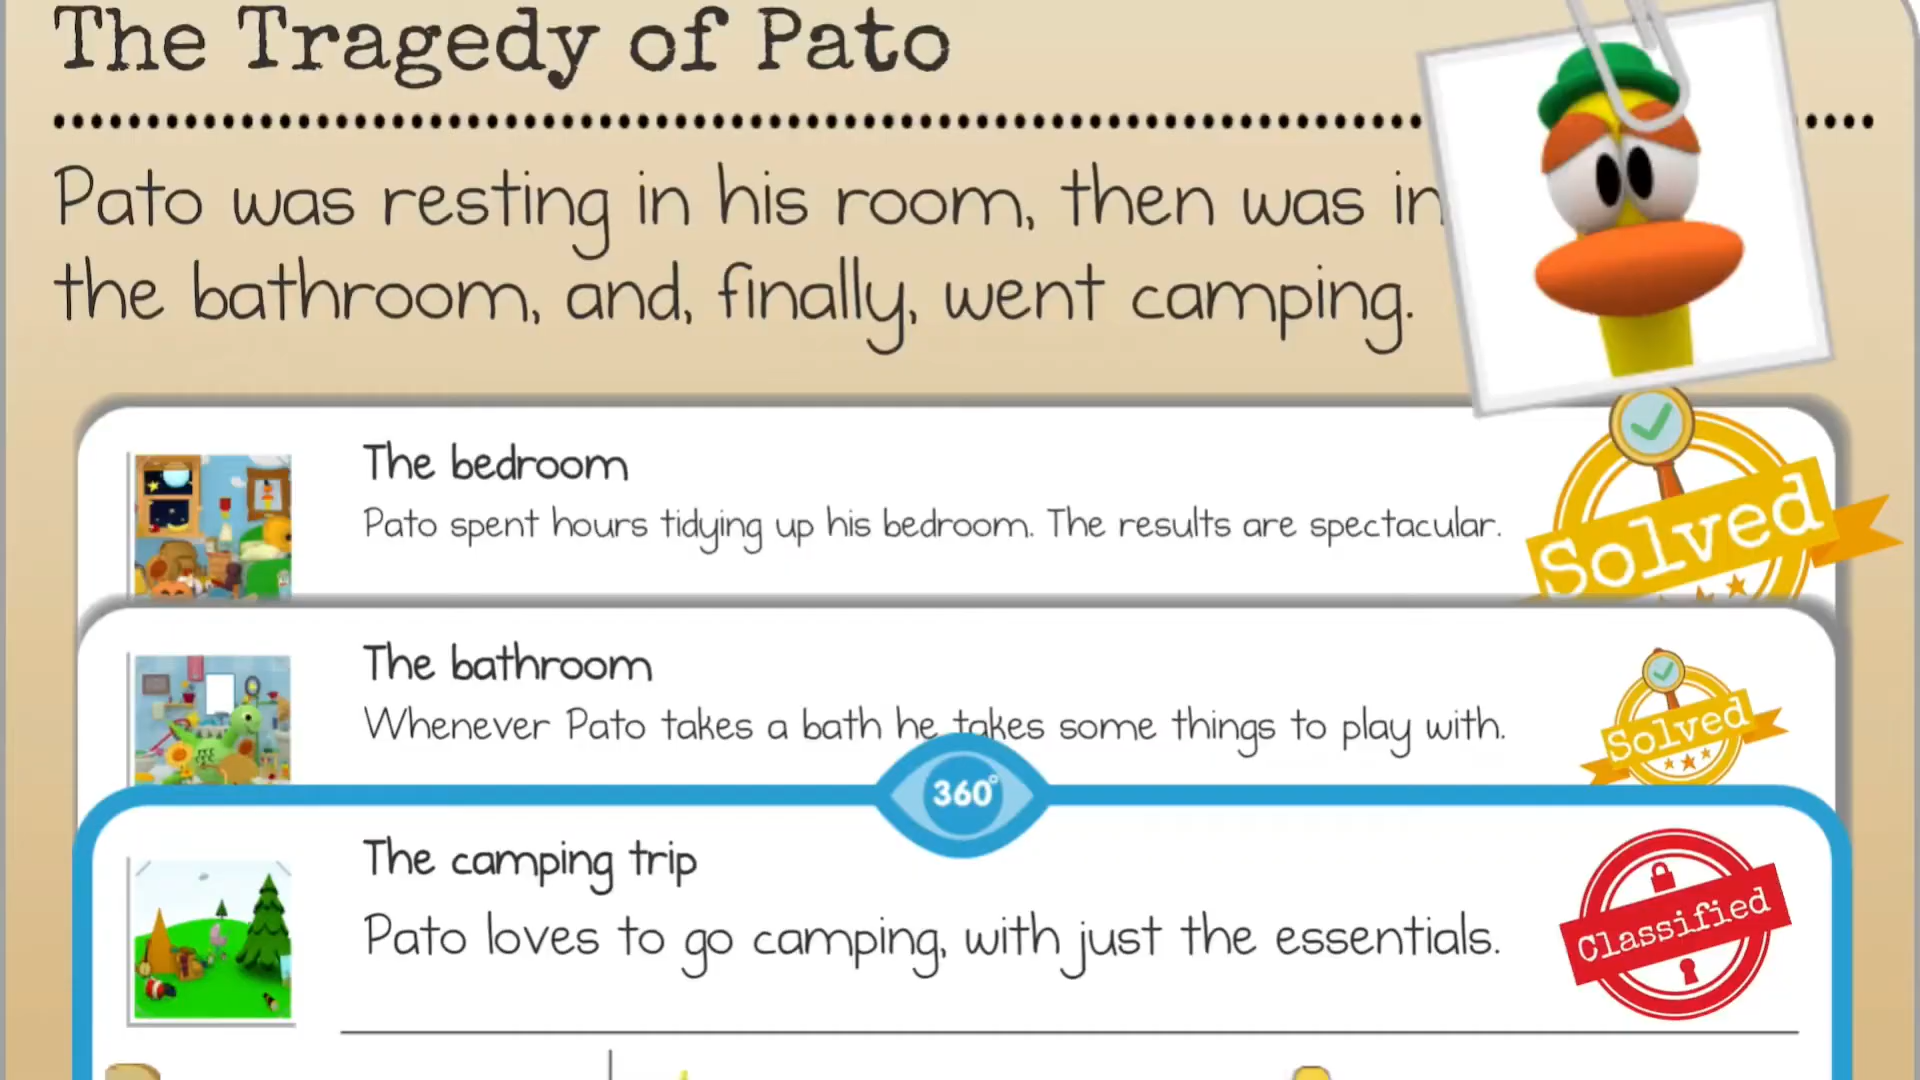 The Tragedy of Pato
Pato was resting in his room, then was in
the bathroom, and, finally, went camping.
The bedroom
Pato spent hours tidying up his bedroom. The results are spectacular.
Solved
The bathroom
Whenever Pato takes a bath he takes some things to play with.
Solved
360°
The camping trip
Pato loves to go camping, with just the essentials.
Classified